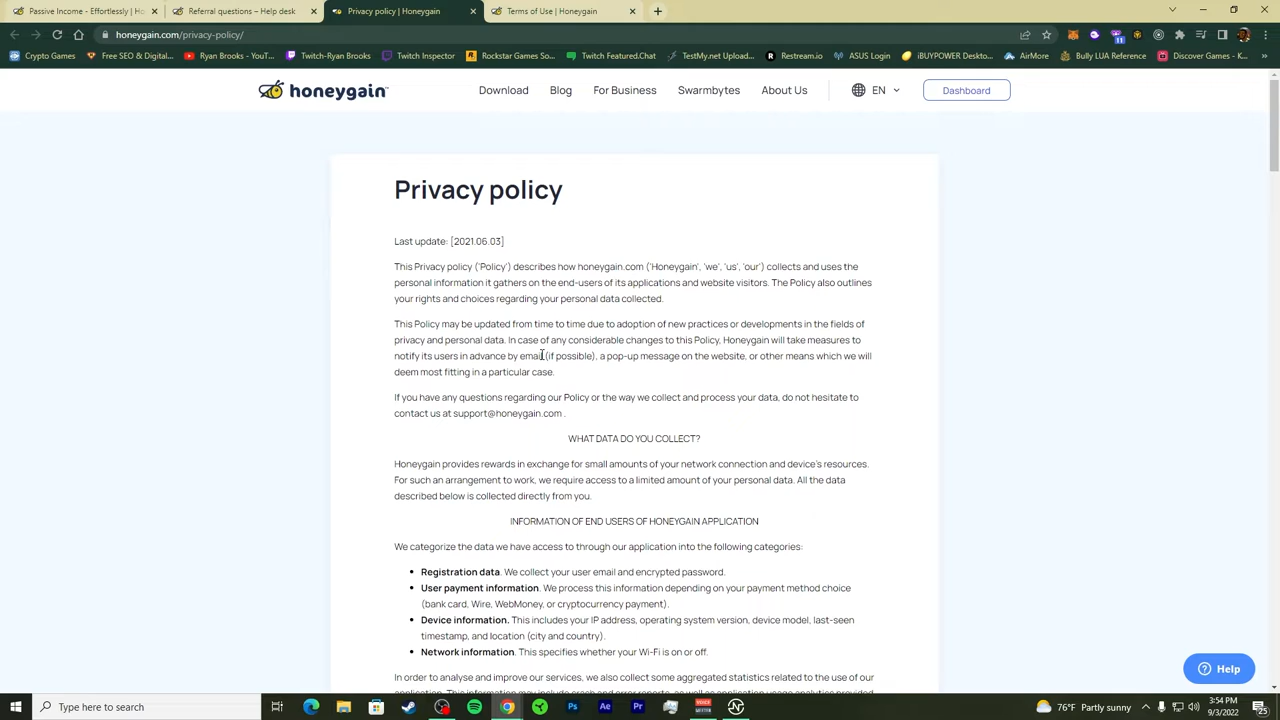 Passive Income - Effortlessly | Ho
Referral questions - Help desk
Privacy policy | Honeygain
Terms of Use | Honeygain
honeygain.com/privacy-policy/
Crypto Games
Free SEO & Digital...
Ryan Brooks - YouT...
Twitch-Ryan Brooks
Twitch Inspector
Rockstar Games So...
Twitch Featured.Chat
TestMy.net Upload...
Restream.io
ASUS Login
iBUYPOWER Desktop...
AirMore
Bully LUA Reference
Discover Games - K...
honeygain
Download
Blog
For Business
Swarmbytes
About Us
EN
Dashboard
Privacy policy
Last update: [2021.06.03]
This Privacy policy ('Policy') describes how honeygain.com ('Honeygain', 'we', 'us', 'our') collects and uses the
personal information it gathers on the end-users of its applications and website visitors. The Policy also outlines
your rights and choices regarding your personal data collected.
This Policy may be updated from time to time due to adoption of new practices or developments in the fields of
privacy and personal data. In case of any considerable changes to this Policy, Honeygain will take measures to
notify its users in advance by email (if possible), a pop-up message on the website, or other means which we will
deem most fitting in a particular case.
If you have any questions regarding our Policy or the way we collect and process your data, do not hesitate to
contact us at support@honeygain.com .
WHAT DATA DO YOU COLLECT?
Honeygain provides rewards in exchange for small amounts of your network connection and device's resources.
For such an arrangement to work, we require access to a limited amount of your personal data. All the data
described below is collected directly from you.
INFORMATION OF END USERS OF HONEYGAIN APPLICATION
We categorize the data we have access to through our application into the following categories:
Registration data. We collect your user email and encrypted password.
User payment information. We process this information depending on your payment method choice
(bank card, Wire, WebMoney, or cryptocurrency payment).
Device information. This includes your IP address, operating system version, device model, last-seen
timestamp, and location (city and country).
Network information. This specifies whether your Wi-Fi is on or off.
In order to analyse and improve our services, we also collect some aggregated statistics related to the use of our
application. This information may include crash and error reports, as well as application usage analytics provided
Help
Type here to search
76°F Partly sunny
3:54 PM
9/3/2022